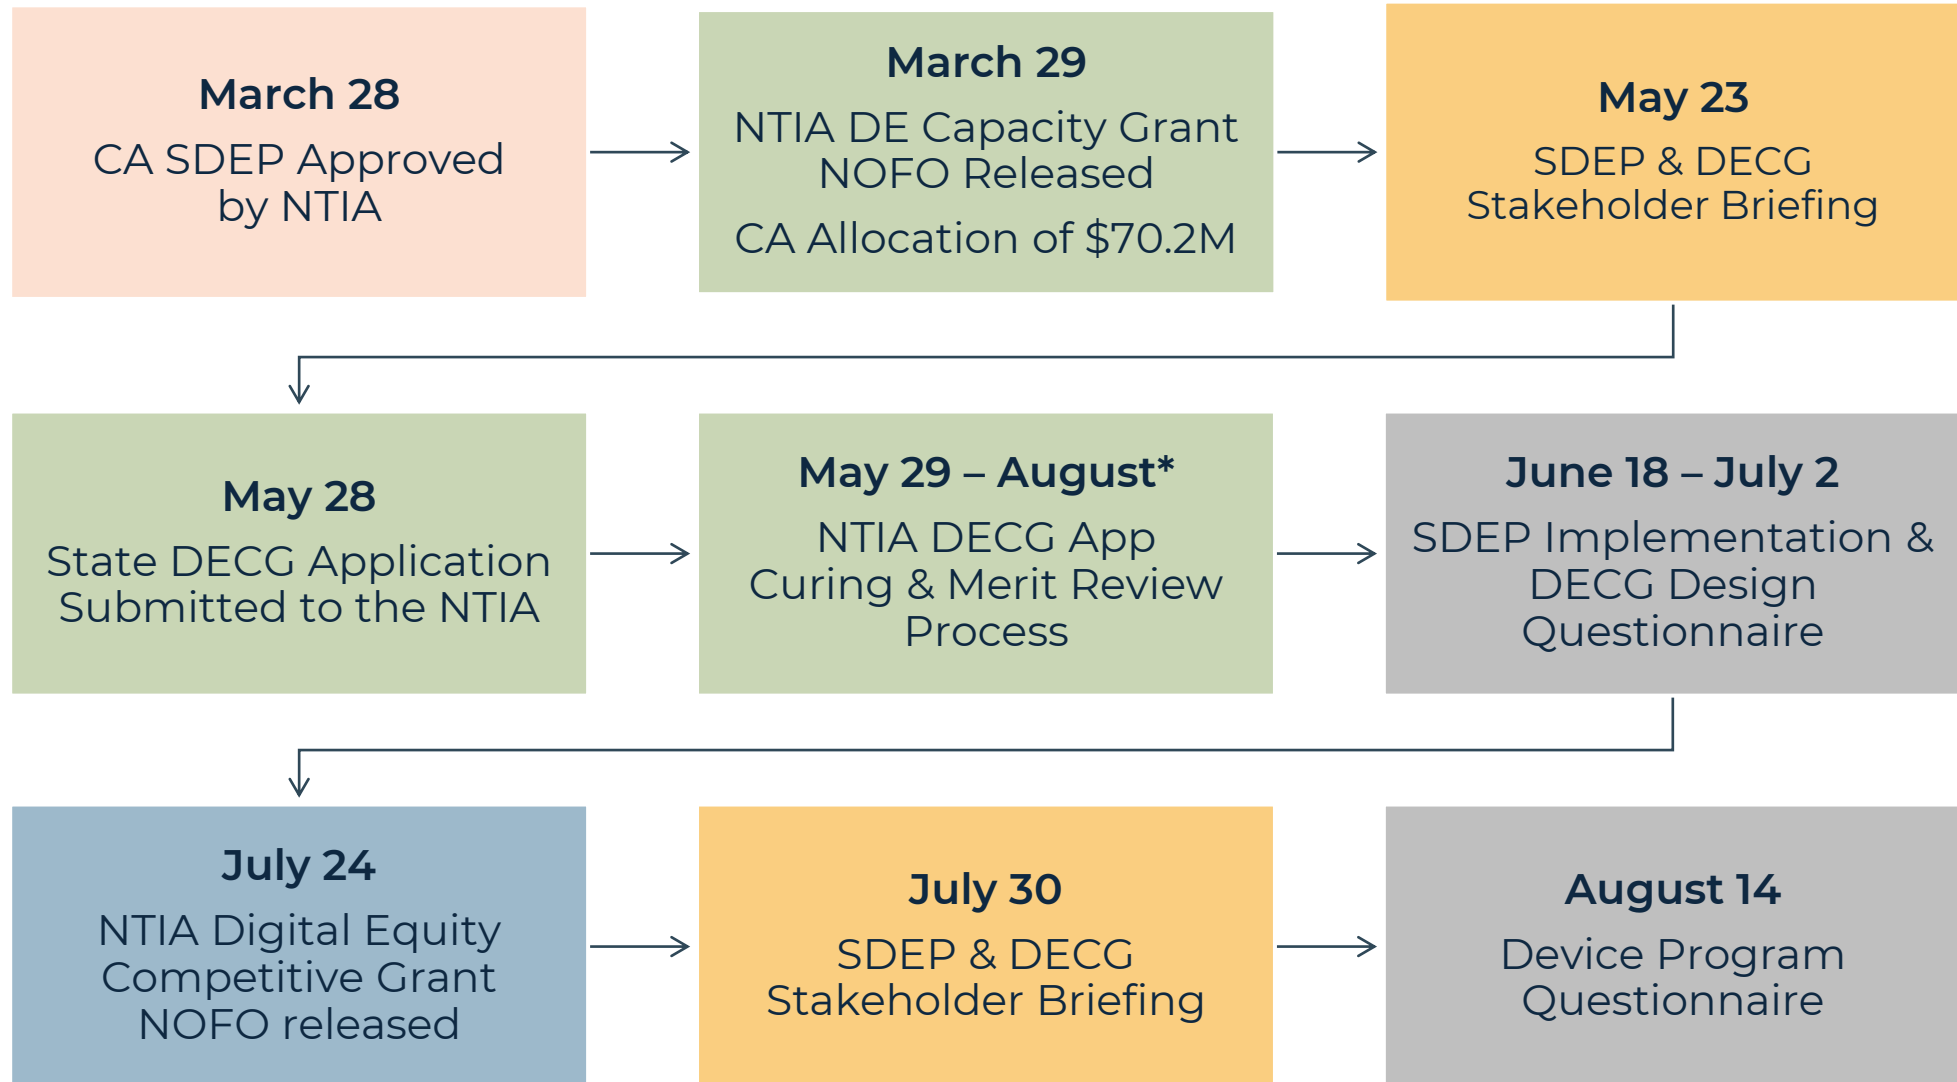 March 28
CA SDEP Approved
by NTIA
March 29
NTIA DE Capacity Grant
NOFO Released
CA Allocation of $70.2M
May 23
SDEP & DECG
Stakeholder Briefing
May 28
State DECG Application
Submitted to the NTIA
May 29 – August*
NTIA DECG App
Curing & Merit Review
Process
June 18 – July 2
SDEP Implementation &
DECG Design
Questionnaire
July 24
NTIA Digital Equity
Competitive Grant
NOFO released
July 30
SDEP & DECG
Stakeholder Briefing
August 14
Device Program
Questionnaire